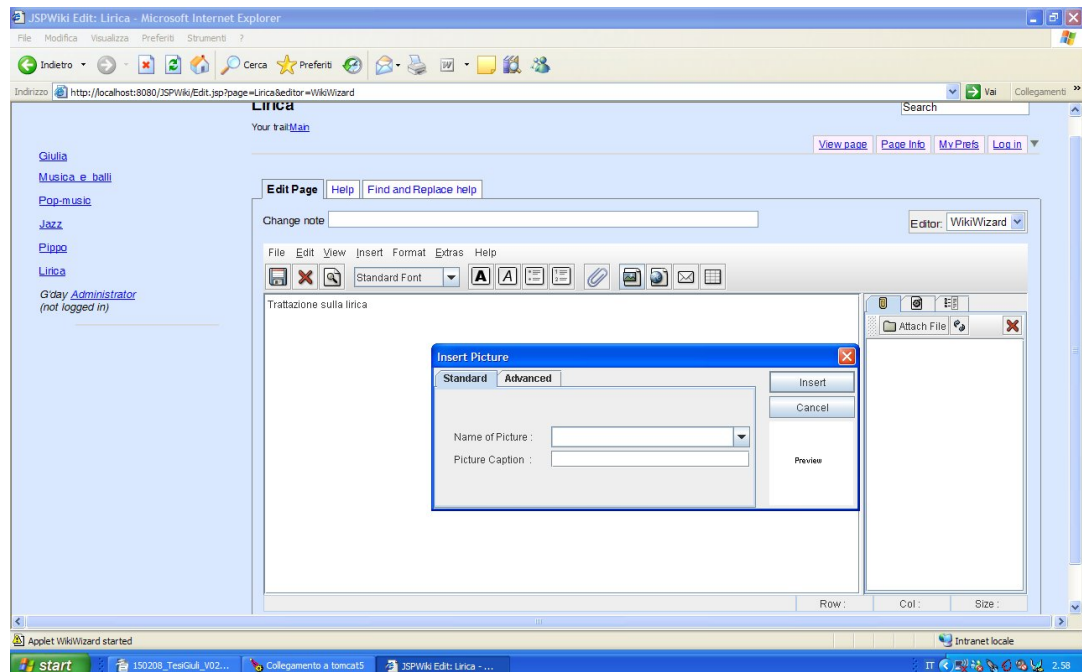 JSPWiki Edit: Lirica - Microsoft Internet Explorer
File Modifica Visualizza Preferiti Strumenti ?
Indietro Cerca Preferiti
Indirizzo http://localhost:8080/JSPWiki/Edit.jsp?page=Lirica&editor=WikiWizard Vai Collegamenti »
Lirica Search
Your trail:Main
View page Page Info My Prefs Log in
Giulia
Musica e balli
Pop-music
Jazz
Pippo
Lirica
G'day Administrator
(not logged in)
Edit Page Help Find and Replace help
Change note Editor: WikiWizard
File Edit View Insert Format Extras Help
Standard Font A A
Trattazione sulla lirica
Attach File
Insert Picture
Standard Advanced
Insert
Cancel
Name of Picture :
Picture Caption :
Preview
Row : Col : Size :
Applet WikiWizard started Intranet locale
start 150208_TesiGiuli_V02... Collegamento a tomcat5 JSPWiki Edit: Lirica - ... IT 2.58